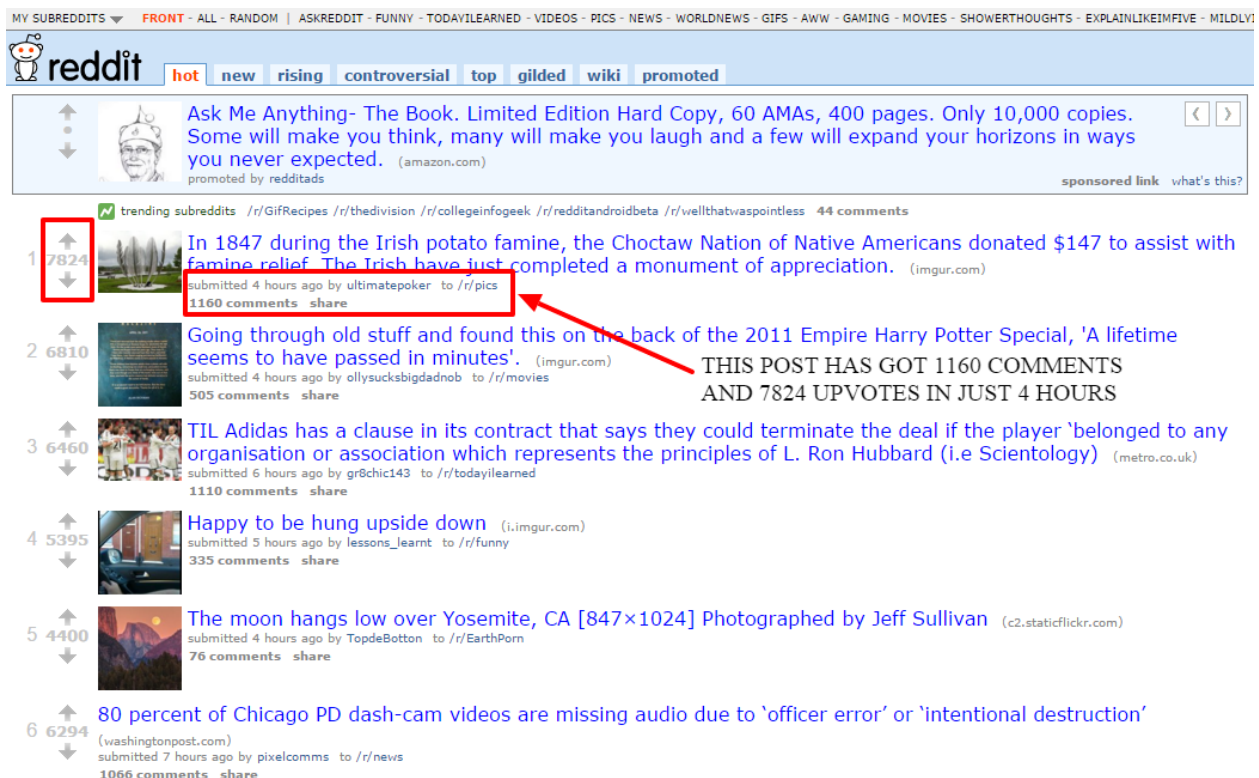 MY SUBREDDITS FRONT - ALL - RANDOM | ASKREDDIT - FUNNY - TODAYILEARNED - VIDEOS - PICS - NEWS - WORLDNEWS - GIFS - AWW - GAMING - MOVIES - SHOWERTHOUGHTS - EXPLAINLIKEIMFIVE - MILDLYI
reddit hot new rising controversial top gilded wiki promoted
Ask Me Anything- The Book. Limited Edition Hard Copy, 60 AMAs, 400 pages. Only 10,000 copies.
Some will make you think, many will make you laugh and a few will expand your horizons in ways
you never expected. (amazon.com)
promoted by redditads
sponsored link what's this?
trending subreddits /r/GifRecipes /r/thedivision /r/collegeinfogeek /r/redditandroidbeta /r/wellthatwaspointless 44 comments
1 7824
In 1847 during the Irish potato famine, the Choctaw Nation of Native Americans donated $147 to assist with
famine relief. The Irish have just completed a monument of appreciation. (imgur.com)
submitted 4 hours ago by ultimatepoker to /r/pics
1160 comments share
2 6810
Going through old stuff and found this on the back of the 2011 Empire Harry Potter Special, 'A lifetime
seems to have passed in minutes'. (imgur.com)
submitted 4 hours ago by ollysucksbigdadnob to /r/movies
505 comments share
THIS POST HAS GOT 1160 COMMENTS
AND 7824 UPVOTES IN JUST 4 HOURS
3 6460
TIL Adidas has a clause in its contract that says they could terminate the deal if the player ‘belonged to any
organisation or association which represents the principles of L. Ron Hubbard (i.e Scientology) (metro.co.uk)
submitted 6 hours ago by gr8chic143 to /r/todayilearned
1110 comments share
4 5395
Happy to be hung upside down (i.imgur.com)
submitted 5 hours ago by lessons_learnt to /r/funny
335 comments share
5 4400
The moon hangs low over Yosemite, CA [847×1024] Photographed by Jeff Sullivan (c2.staticflickr.com)
submitted 4 hours ago by TopdeBotton to /r/EarthPorn
76 comments share
6 6294
80 percent of Chicago PD dash-cam videos are missing audio due to ‘officer error’ or ‘intentional destruction’
(washingtonpost.com)
submitted 7 hours ago by pixelcomms to /r/news
1066 comments share